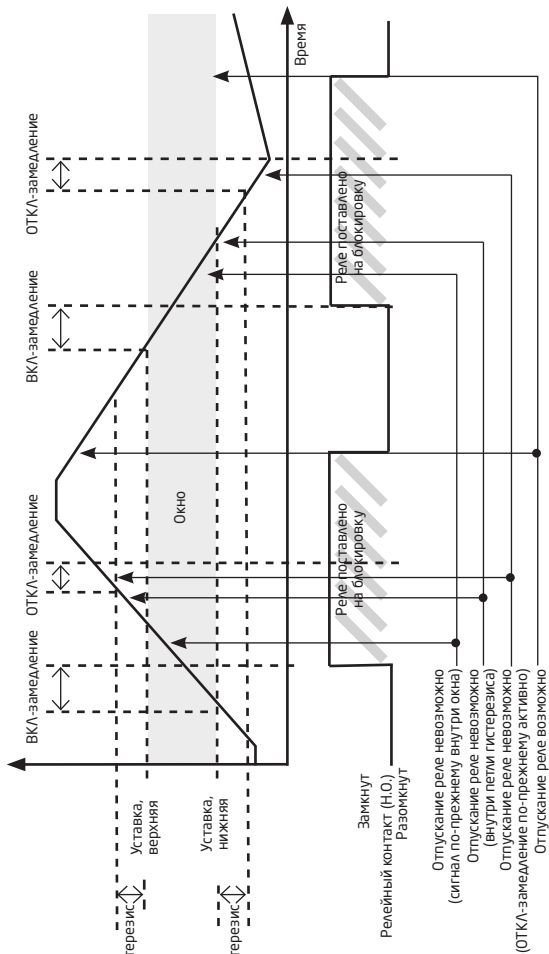 ВКЛ-замедление
ОТКЛ-замедление
ВКЛ-замедление
ОТКЛ-замедление
терезис
Уставка,
верхняя
Окно
терезис
Уставка,
нижняя
Время
Замкнут
Релейный контакт (Н.О.)
Разомкнут
Реле поставлено
на блокировку
Реле поставлено
на блокировку
Отпускание реле невозможно
(сигнал по-прежнему внутри окна)
Отпускание реле невозможно
(внутри петли гистерезиса)
Отпускание реле невозможно
(ОТКЛ-замедление по-прежнему активно)
Отпускание реле возможно